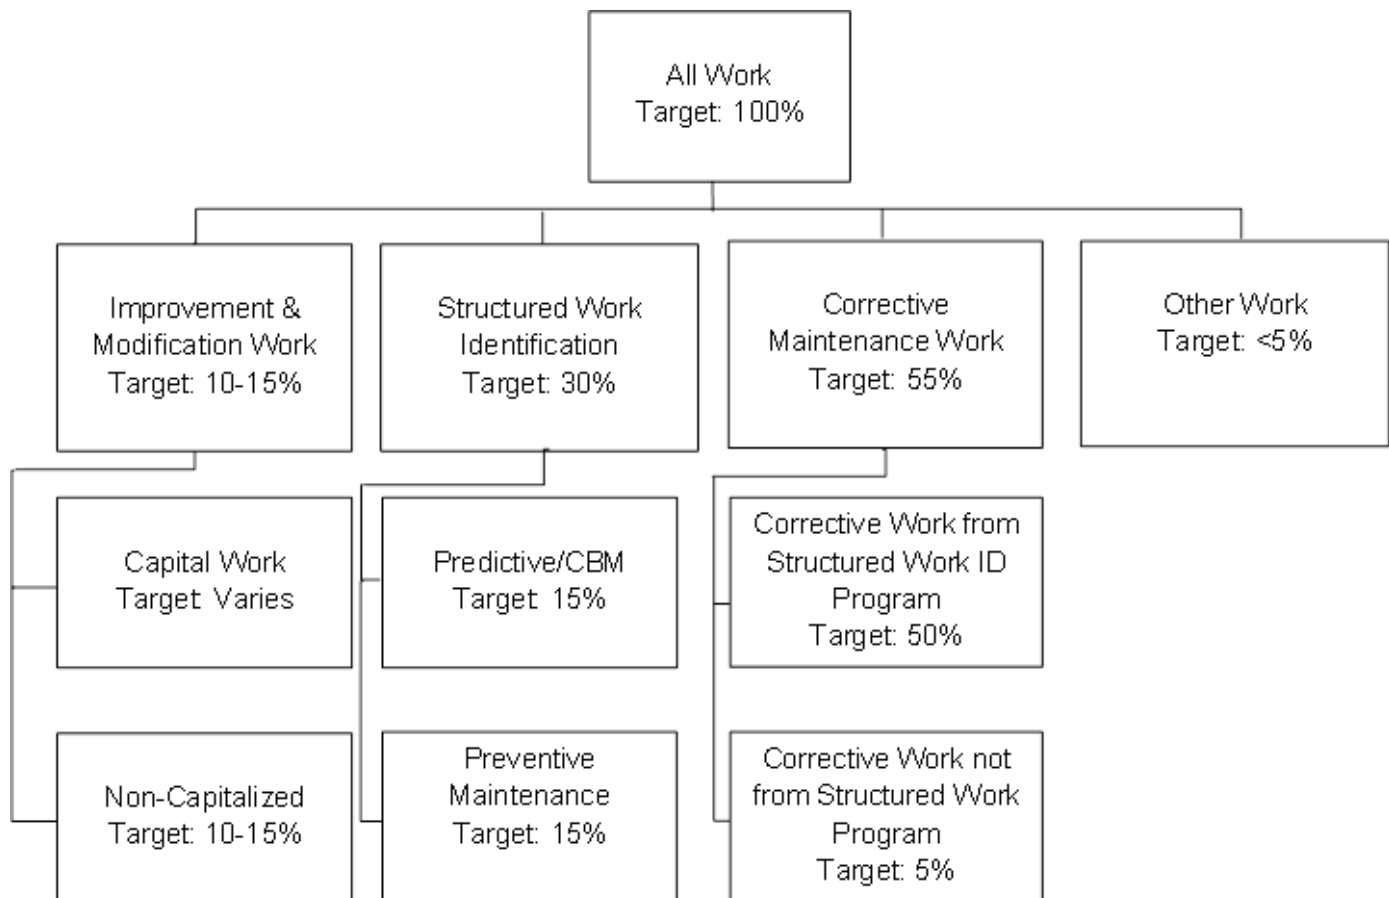 All Work
Target: 100%
Improvement &
Modification Work
Target: 10-15%
Structured Work
Identification
Target: 30%
Corrective
Maintenance Work
Target: 55%
Other Work
Target: <5%
Capital Work
Target: Varies
Predictive/CBM
Target: 15%
Corrective Work from
Structured Work ID
Program
Target: 50%
Non-Capitalized
Target: 10-15%
Preventive
Maintenance
Target: 15%
Corrective Work not
from Structured Work
Program
Target: 5%